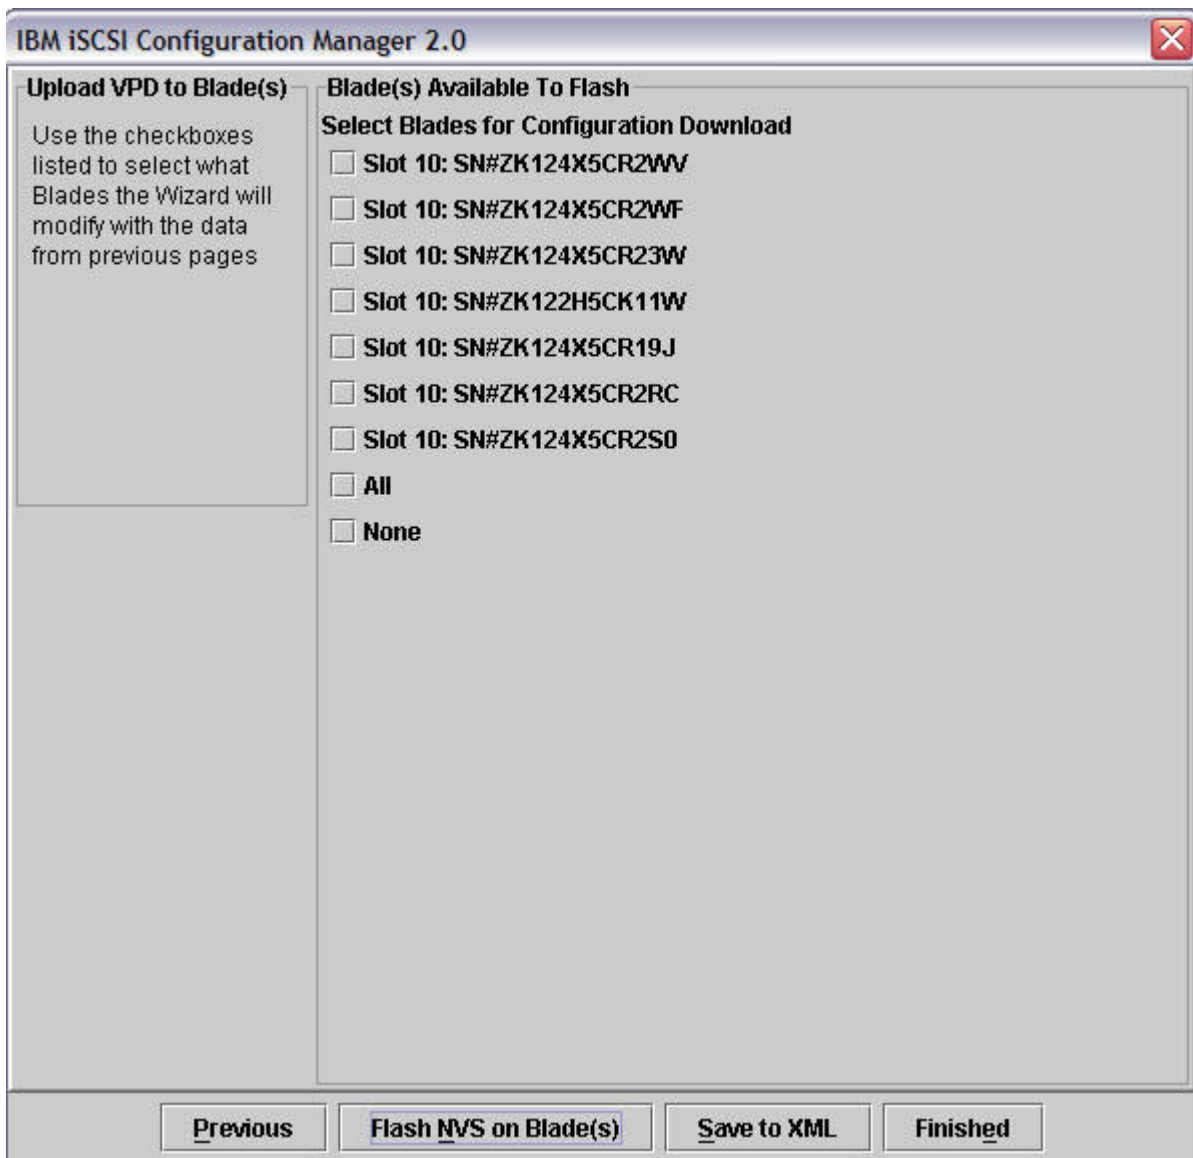 IBM iSCSI Configuration Manager 2.0
Upload VPD to Blade(s)
Use the checkboxes
listed to select what
Blades the Wizard will
modify with the data
from previous pages
Blade(s) Available To Flash
Select Blades for Configuration Download
Slot 10: SN#ZK124X5CR2WV
Slot 10: SN#ZK124X5CR2WF
Slot 10: SN#ZK124X5CR23W
Slot 10: SN#ZK122H5CK11W
Slot 10: SN#ZK124X5CR19J
Slot 10: SN#ZK124X5CR2RC
Slot 10: SN#ZK124X5CR2S0
All
None
Previous
Flash NVS on Blade(s)
Save to XML
Finished